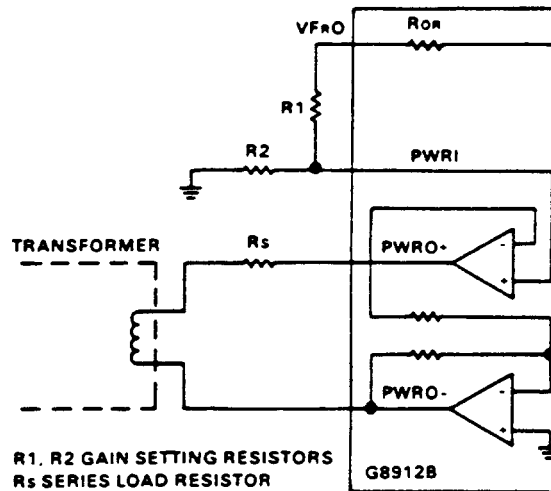 VFRO
ROR
R1
R2
PWRI
TRANSFORMER
RS
PWRO+
-
+
PWRO-
-
+
R1, R2 GAIN SETTING RESISTORS
RS SERIES LOAD RESISTOR
G8912B